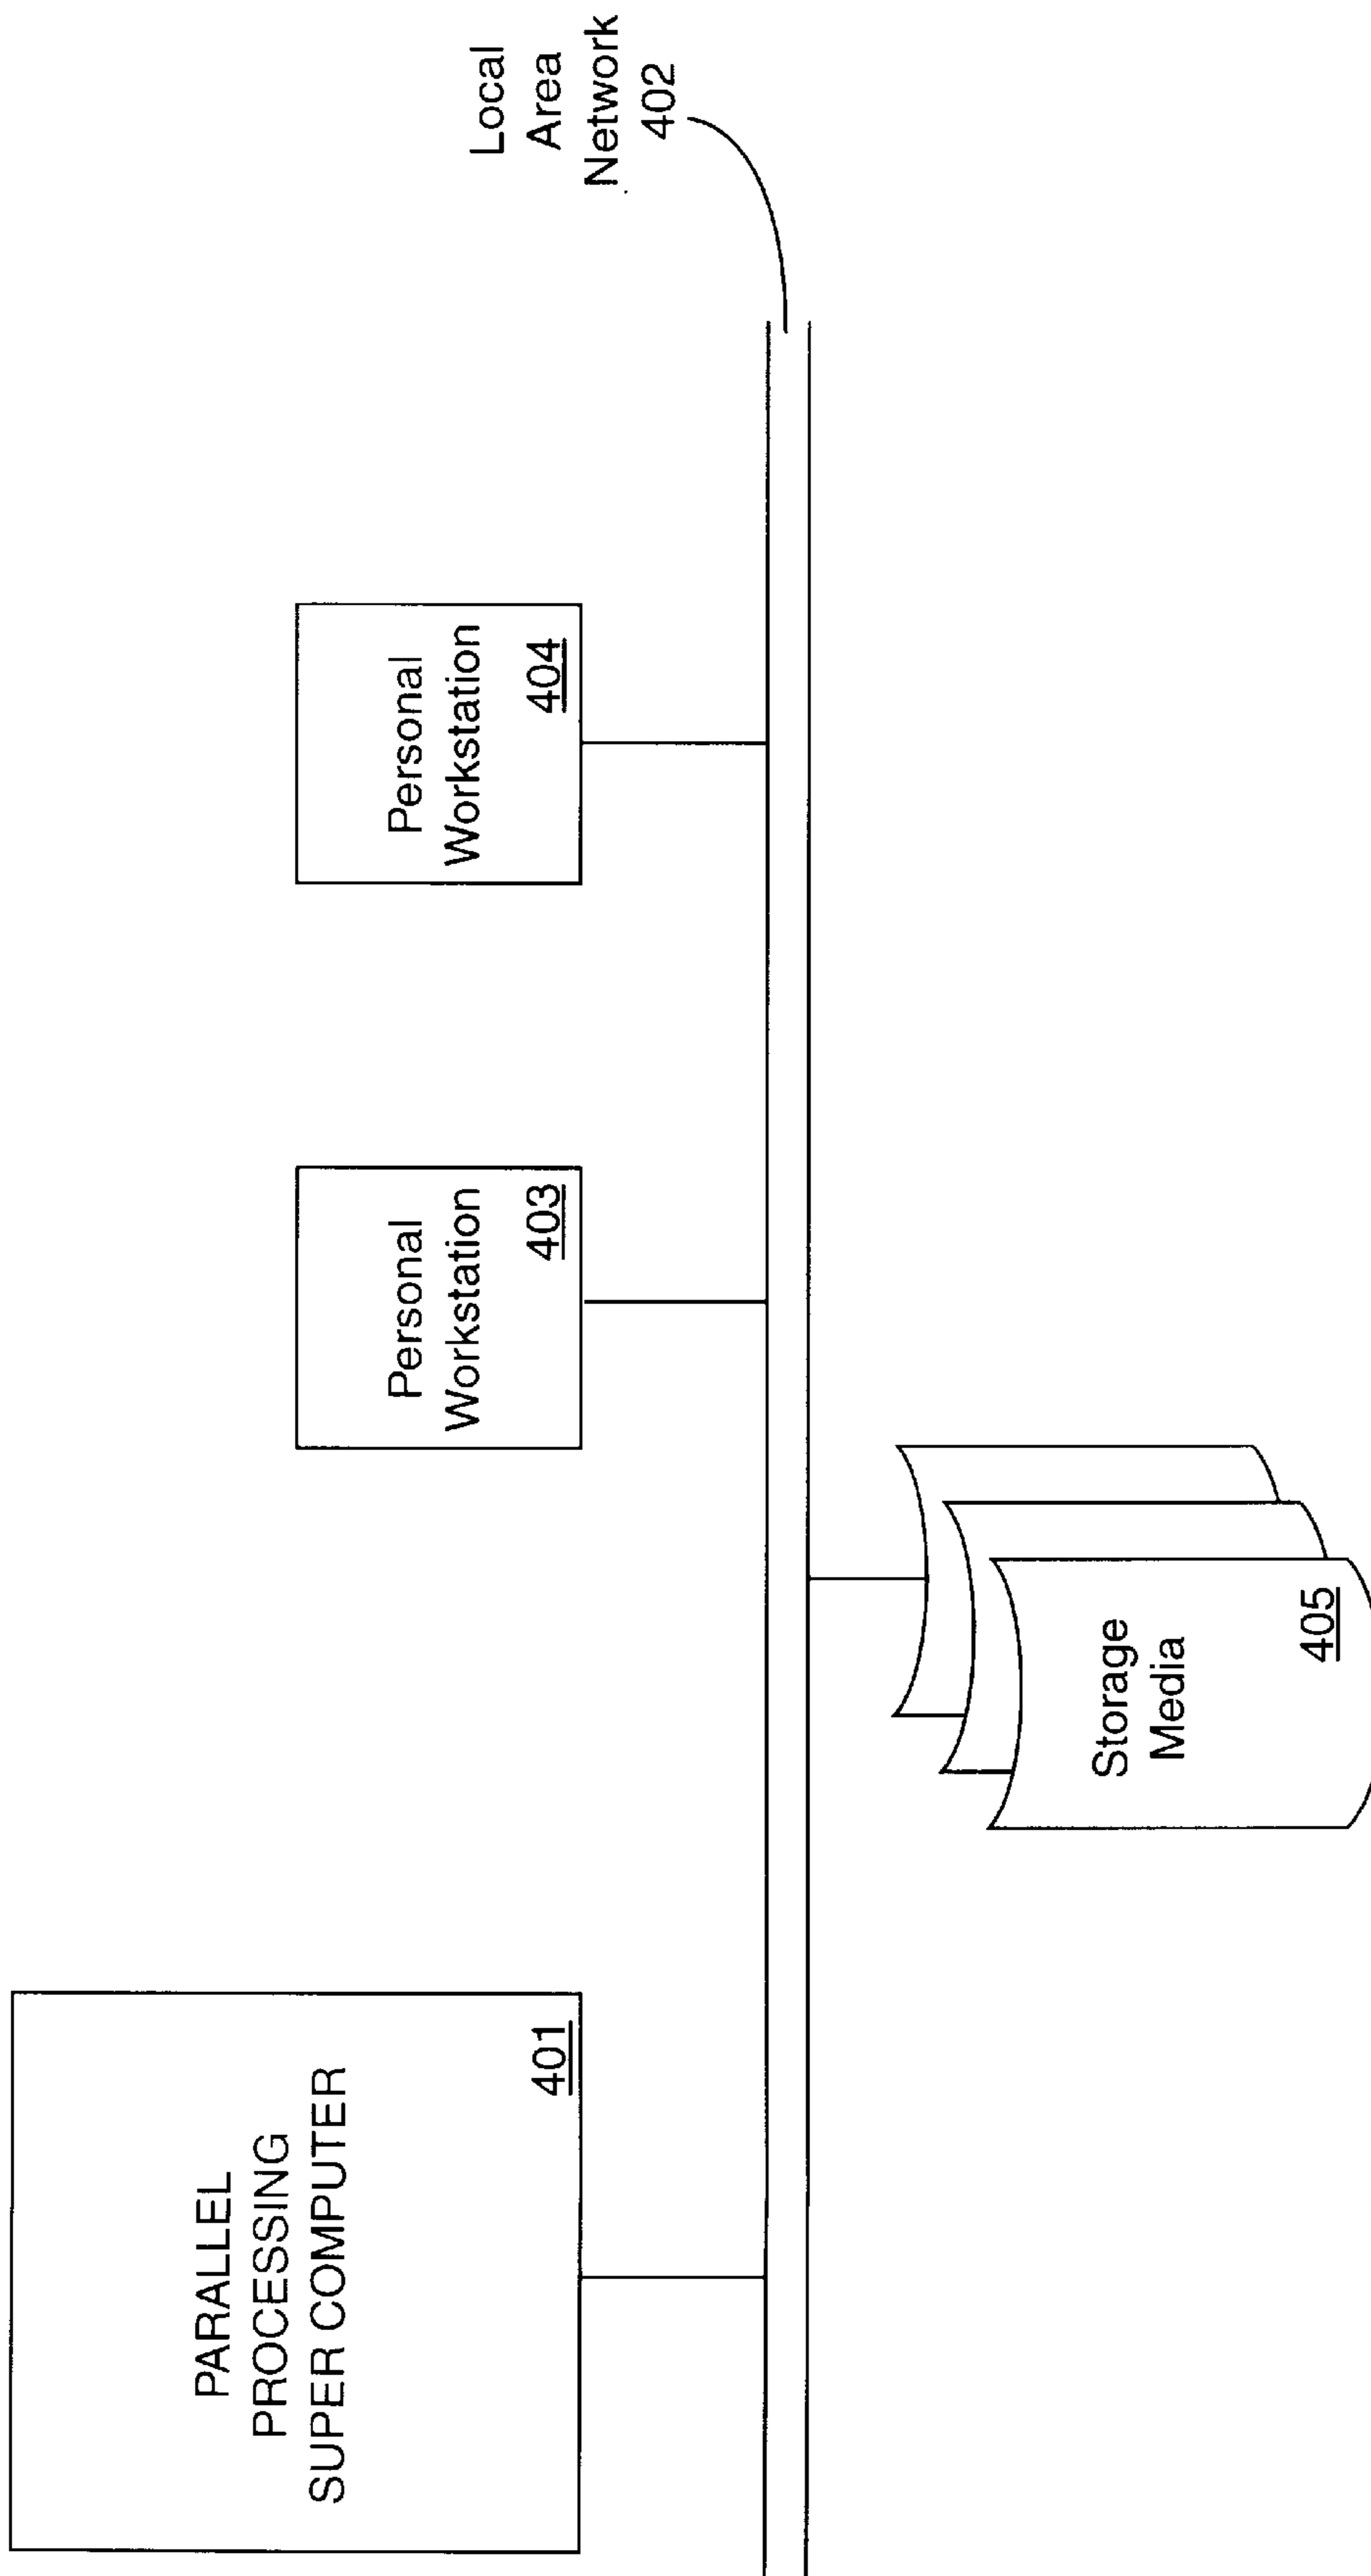 PARALLEL
PROCESSING
SUPER COMPUTER
401
Personal
Workstation
403
Personal
Workstation
404
Local
Area
Network
402
Storage
Media
405